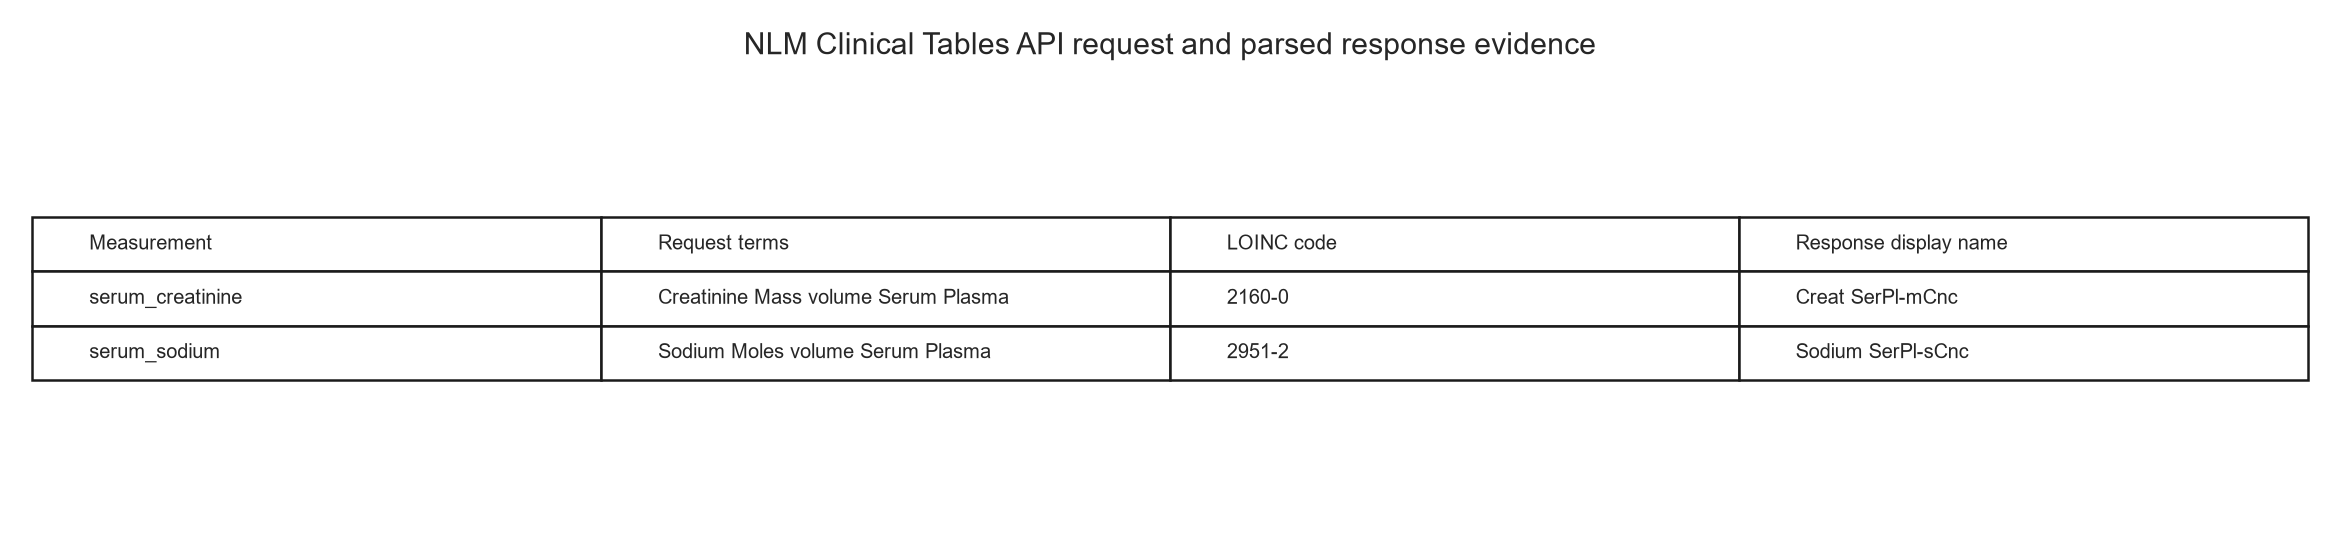 NLM Clinical Tables API request and parsed response evidence
Measurement Request terms LOINC code Response display name
serum_creatinine Creatinine Mass volume Serum Plasma 2160-0 Creat SerPl-mCnc
serum_sodium Sodium Moles volume Serum Plasma 2951-2 Sodium SerPl-sCnc